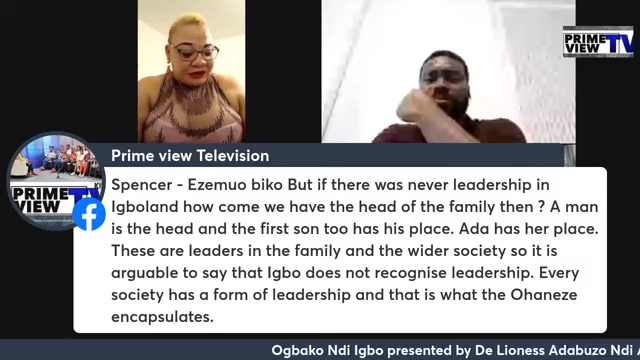 PRIME
VIEW TV
Prime view Television
PRIME
VIEW TV
Spencer - Ezemuo biko But if there was never leadership in
Igboland how come we have the head of the family then ? A man
is the head and the first son too has his place. Ada has her place.
These are leaders in the family and the wider society so it is
arguable to say that Igbo does not recognise leadership. Every
society has a form of leadership and that is what the Ohaneze
encapsulates.
Ogbako Ndi Igbo presented by De Lioness Adabuzo Ndi